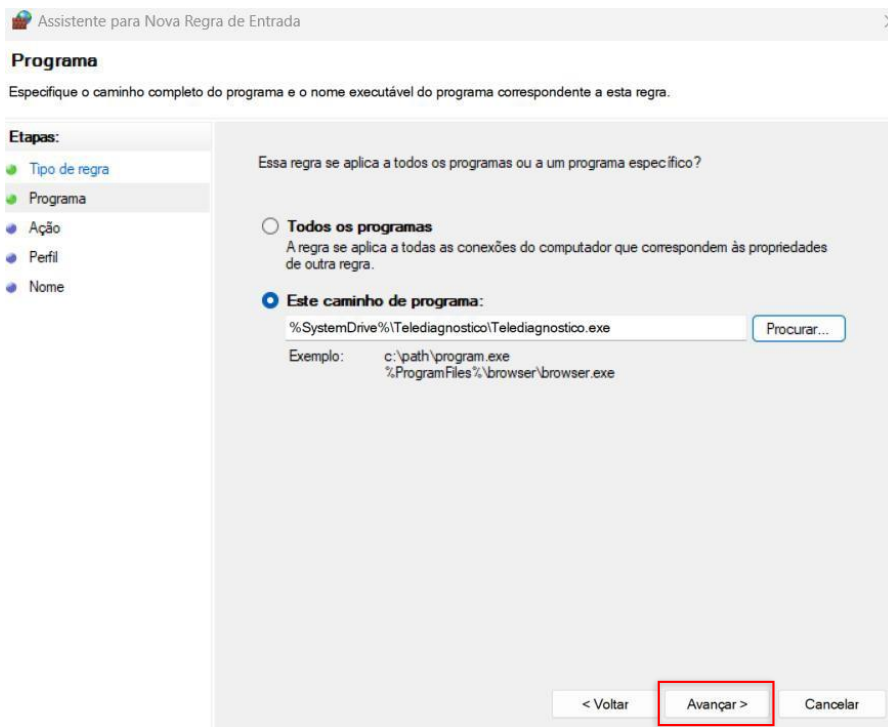 Assistente para Nova Regra de Entrada
Programa
Especifique o caminho completo do programa e o nome executável do programa correspondente a esta regra.
Etapas:
Tipo de regra
Programa
Ação
Perfil
Nome
Essa regra se aplica a todos os programas ou a um programa específico?
Todos os programas
A regra se aplica a todas as conexões do computador que correspondem às propriedades
de outra regra.
Este caminho de programa:
%SystemDrive%\Telediagnostico\Telediagnostico.exe
Procurar...
Exemplo: c:\path\program.exe
%ProgramFiles%\browser\browser.exe
< Voltar
Avançar >
Cancelar